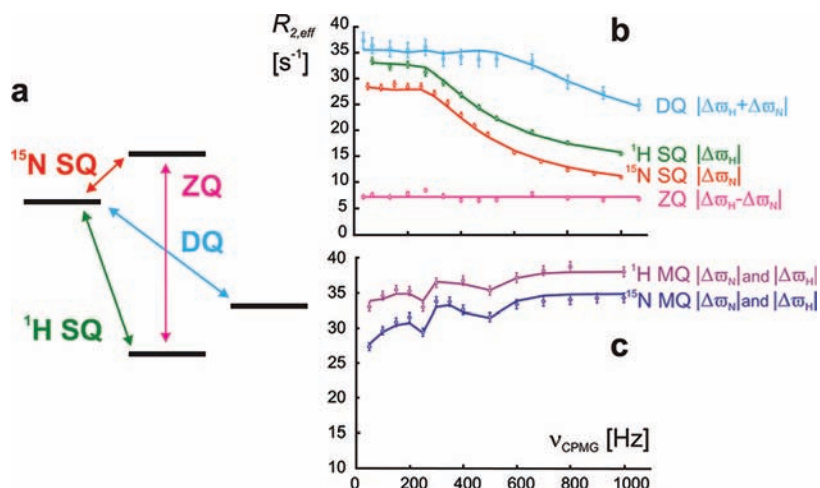 a
¹⁵N SQ
ZQ
DQ
¹H SQ
R2,eff
[s⁻¹]
b
40
35
30
25
20
15
10
5
0
DQ |Δϖ_H+Δϖ_N|
¹H SQ |Δϖ_H|
¹⁵N SQ |Δϖ_N|
ZQ |Δϖ_H-Δϖ_N|
40
35
30
25
20
15
10
¹H MQ |Δϖ_N| and |Δϖ_H|
¹⁵N MQ |Δϖ_N| and |Δϖ_H|
c
ν_CPMG [Hz]
0 200 400 600 800 1000